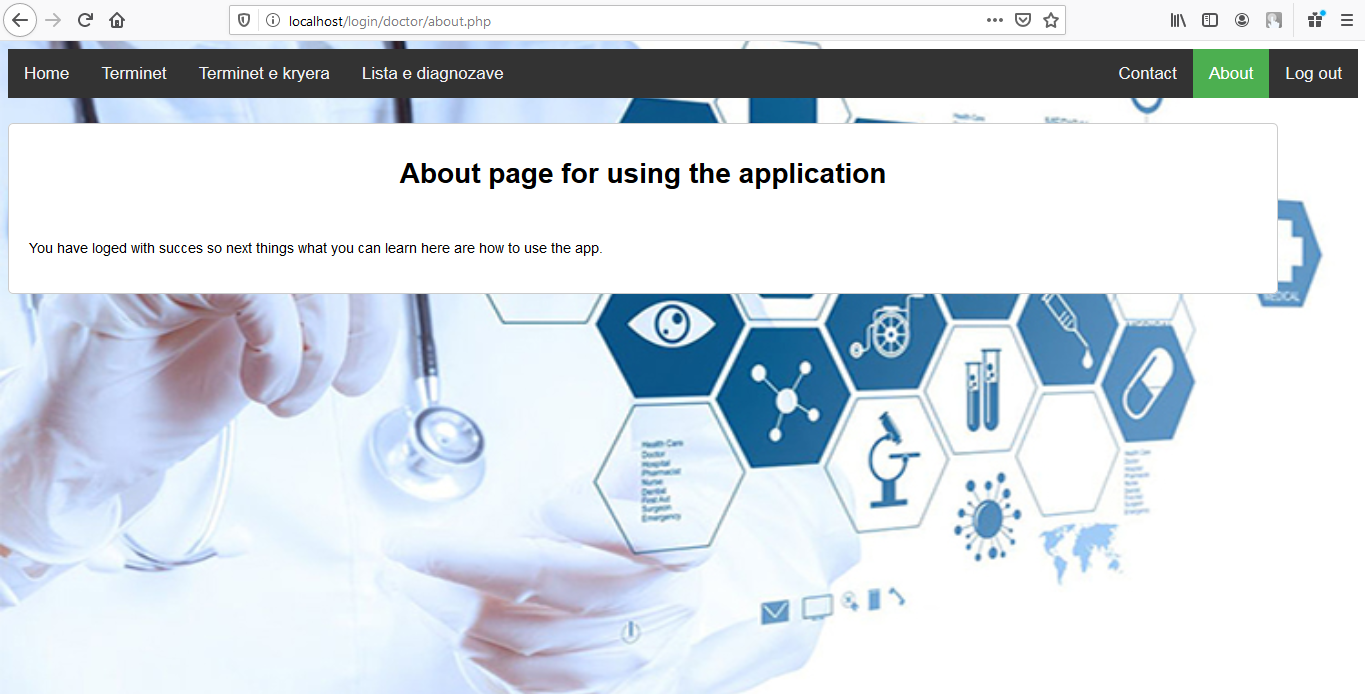 localhost/login/doctor/about.php
Home Terminet Terminet e kryera Lista e diagnozave Contact About Log out
About page for using the application
You have loged with succes so next things what you can learn here are how to use the app.
MEDICAL
Health Care
Doctor
Hospital
Pharmacist
Nurse
Dentist
First Aid
Surgeon
Emergency